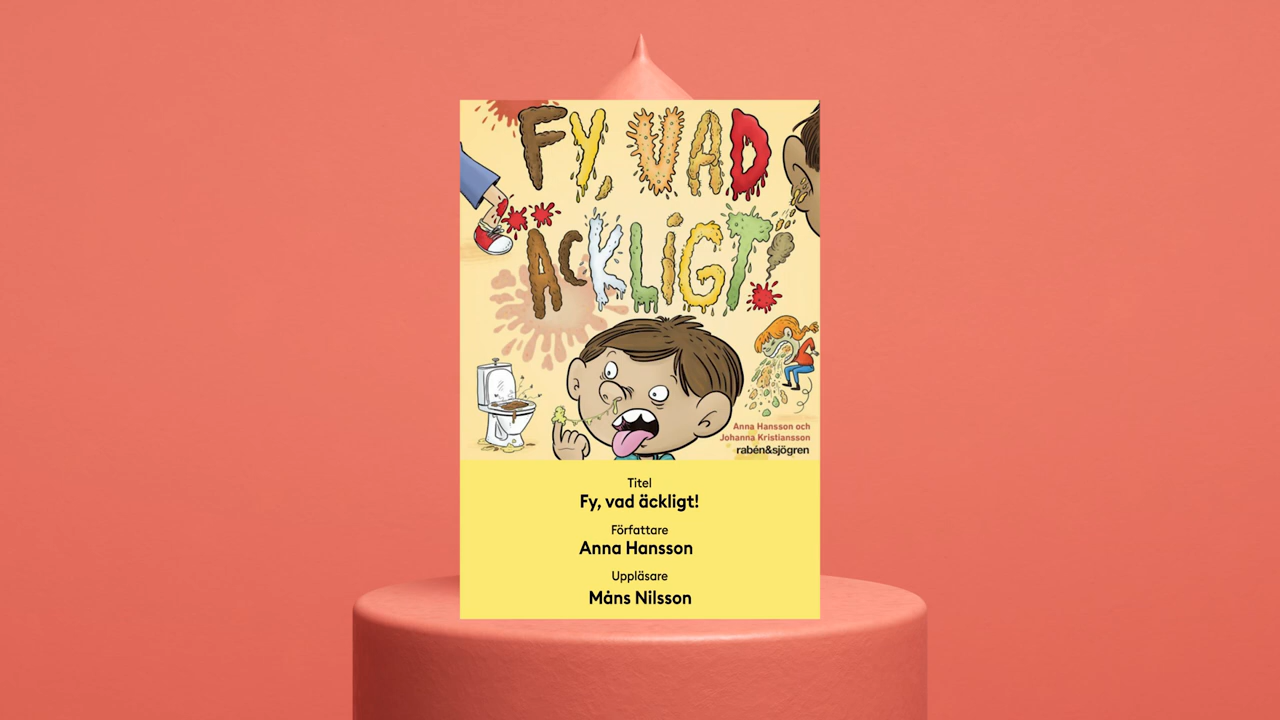 FY, VAD
ÄCKLIGT!
Anna Hansson och
Johanna Kristiansson
rabén&sjögren
Titel
Fy, vad äckligt!
Författare
Anna Hansson
Uppläsare
Måns Nilsson